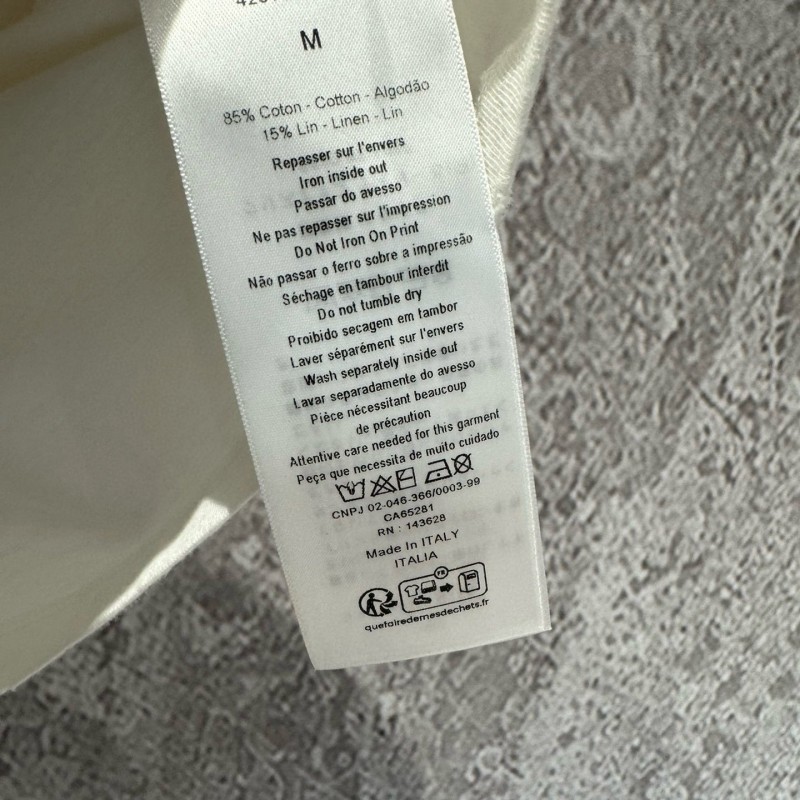 M
85% Coton - Cotton - Algodão
15% Lin - Linen - Lin
Repasser sur l'envers
Iron inside out
Passar do avesso
Ne pas repasser sur l'impression
Do Not Iron On Print
Não passar o ferro sobre a impressão
Séchage en tambour interdit
Do not tumble dry
Proibido secagem em tambor
Laver séparément sur l'envers
Wash separately inside out
Lavar separadamente do avesso
Pièce nécessitant beaucoup
de précaution
Attentive care needed for this garment
Peça que necessita de muito cuidado
CNPJ 02-046-366/0003-99
CA65281
RN : 143628
Made In ITALY
ITALIA
FR
quefairedemesdechets.fr